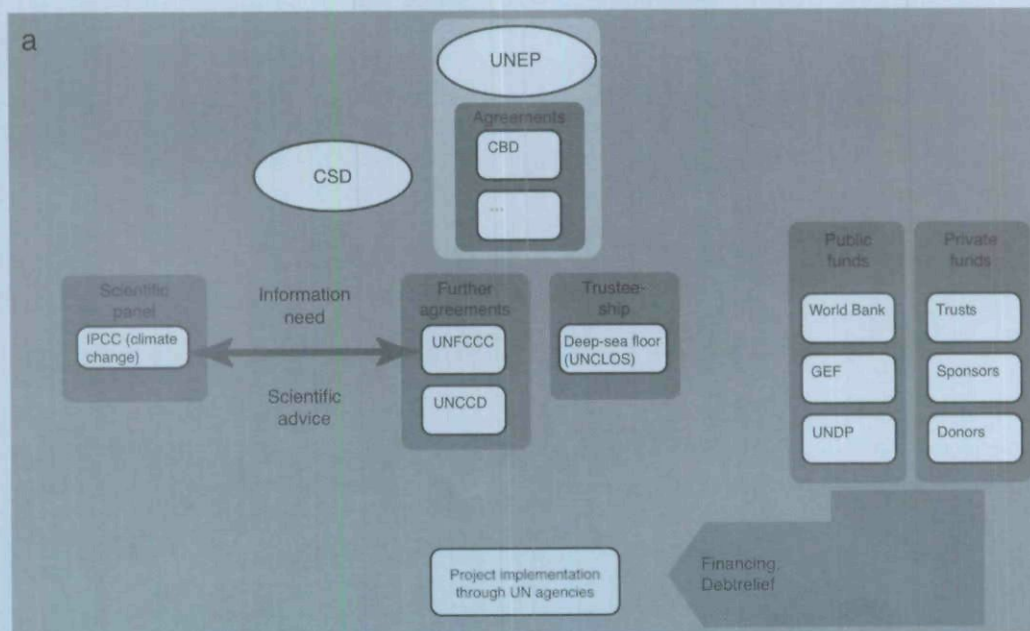 a
UNEP
Agreements
CBD
...
CSD
Public
funds
Private
funds
Scientific
panel
Information
need
Further
agreements
Trustee-
ship
IPCC (climate
change)
UNFCCC
Deep-sea floor
(UNCLOS)
World Bank
Trusts
Scientific
advice
UNCCD
GEF
Sponsors
UNDP
Donors
Project implementation
through UN agencies
Financing,
Debtrelief